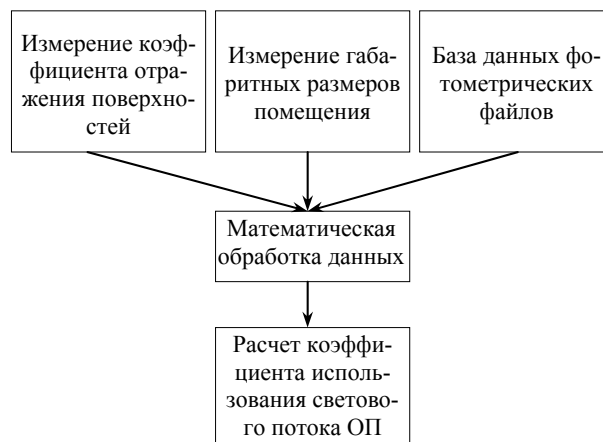 Измерение коэф-
фициента отра-
жения поверхно-
стей
Измерение габа-
ритных размеров
помещения
База данных фо-
тометрических
файлов
Математическая
обработка данных
Расчет коэффи-
циента исполь-
зования светово-
го потока ОП